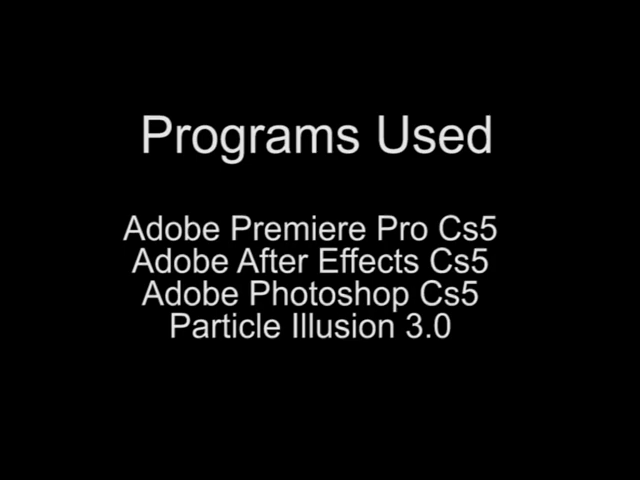 Programs Used
Adobe Premiere Pro Cs5
Adobe After Effects Cs5
Adobe Photoshop Cs5
Particle Illusion 3.0